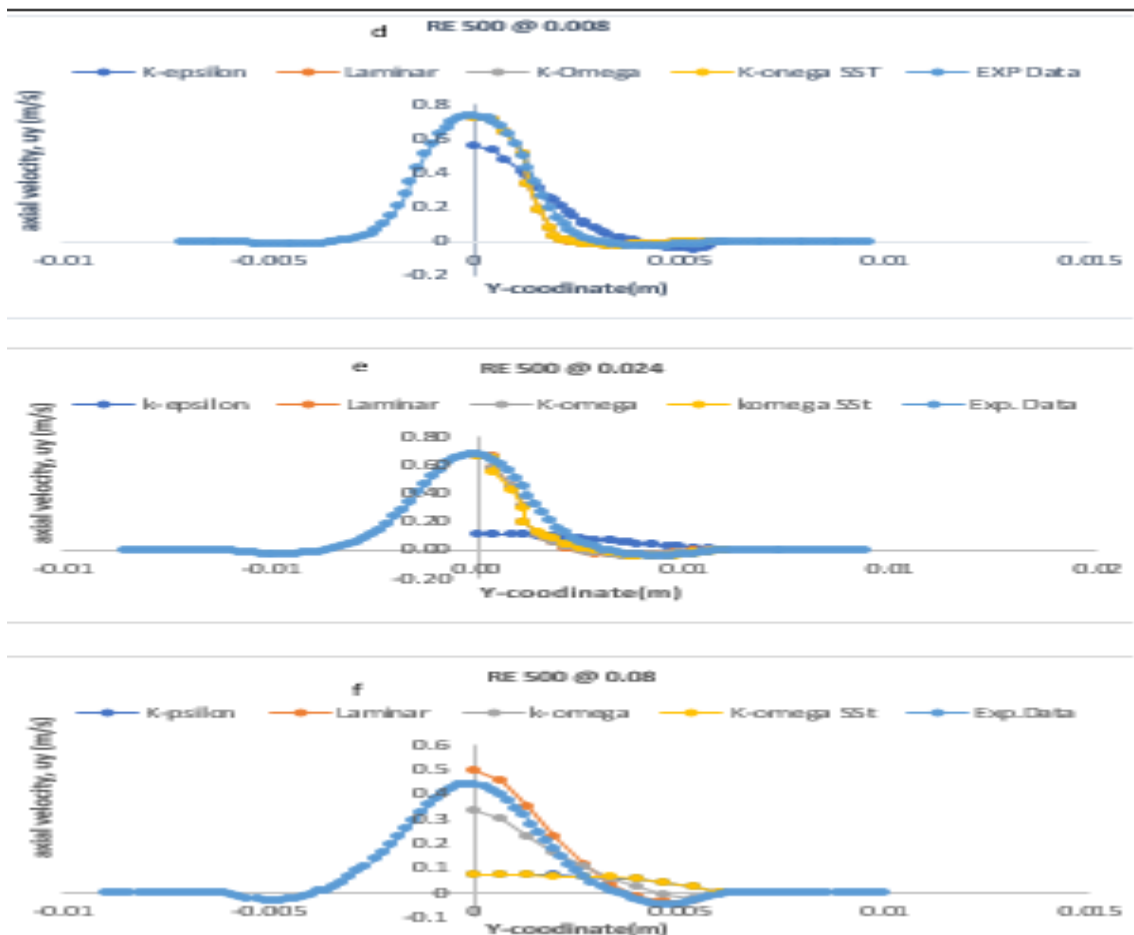 d RE 500 @ 0.008
K-epsilon Laminar K-Omega K-onega SST EXP Data
axial velocity, uy (m/s)
0.8
0.6
0.4
0.2
0
-0.2
-0.01 -0.005 0 0.005 0.01 0.015
Y-coodinate(m)
e RE 500 @ 0.024
k-epsilon Laminar K-omega komega SSt Exp. Data
axial velocity, uy (m/s)
0.80
0.60
0.40
0.20
0.00
-0.20
-0.01 -0.01 0.00 0.01 0.01 0.02
Y-coodinate(m)
f RE 500 @ 0.08
K-psilon Laminar k-omega K-omega SSt Exp.Data
axial velocity, uy (m/s)
0.6
0.5
0.4
0.3
0.2
0.1
0
-0.1
-0.01 -0.005 0 0.005 0.01 0.015
Y-coodinate(m)